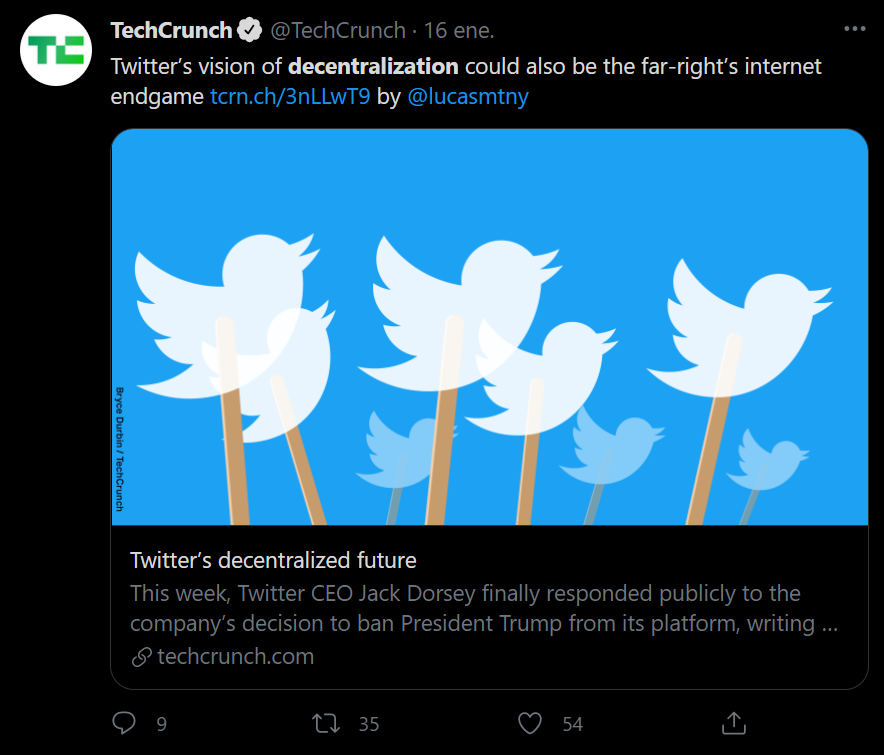 TechCrunch @TechCrunch · 16 ene.
Twitter’s vision of decentralization could also be the far-right’s internet
endgame tcrn.ch/3nLLwT9 by @lucasmtny
TC
Bryce Durbin / TechCrunch
Twitter’s decentralized future
This week, Twitter CEO Jack Dorsey finally responded publicly to the
company’s decision to ban President Trump from its platform, writing ...
techcrunch.com
9 35 54